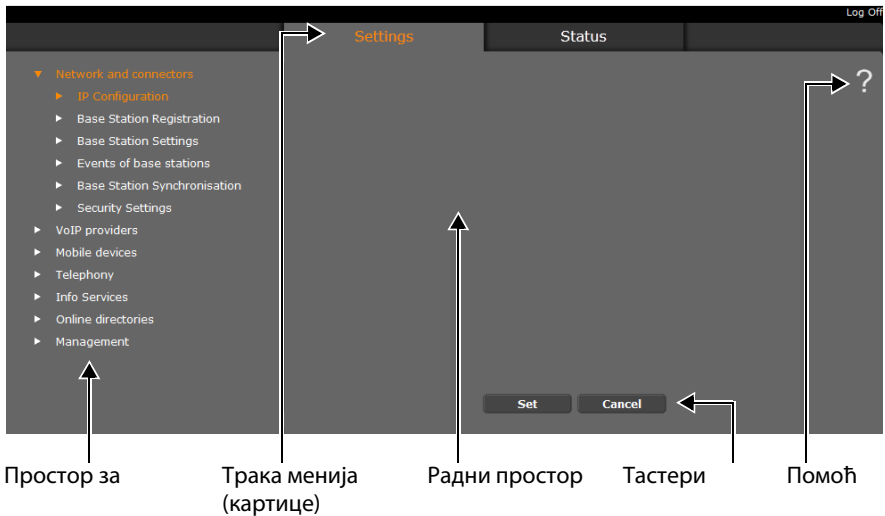 Log Off
Settings
Status
Network and connectors
IP Configuration
Base Station Registration
Base Station Settings
Events of base stations
Base Station Synchronisation
Security Settings
VoIP providers
Mobile devices
Telephony
Info Services
Online directories
Management
?
Set
Cancel
Простор за
Трака менија
(картице)
Радни простор
Тастери
Помоћ